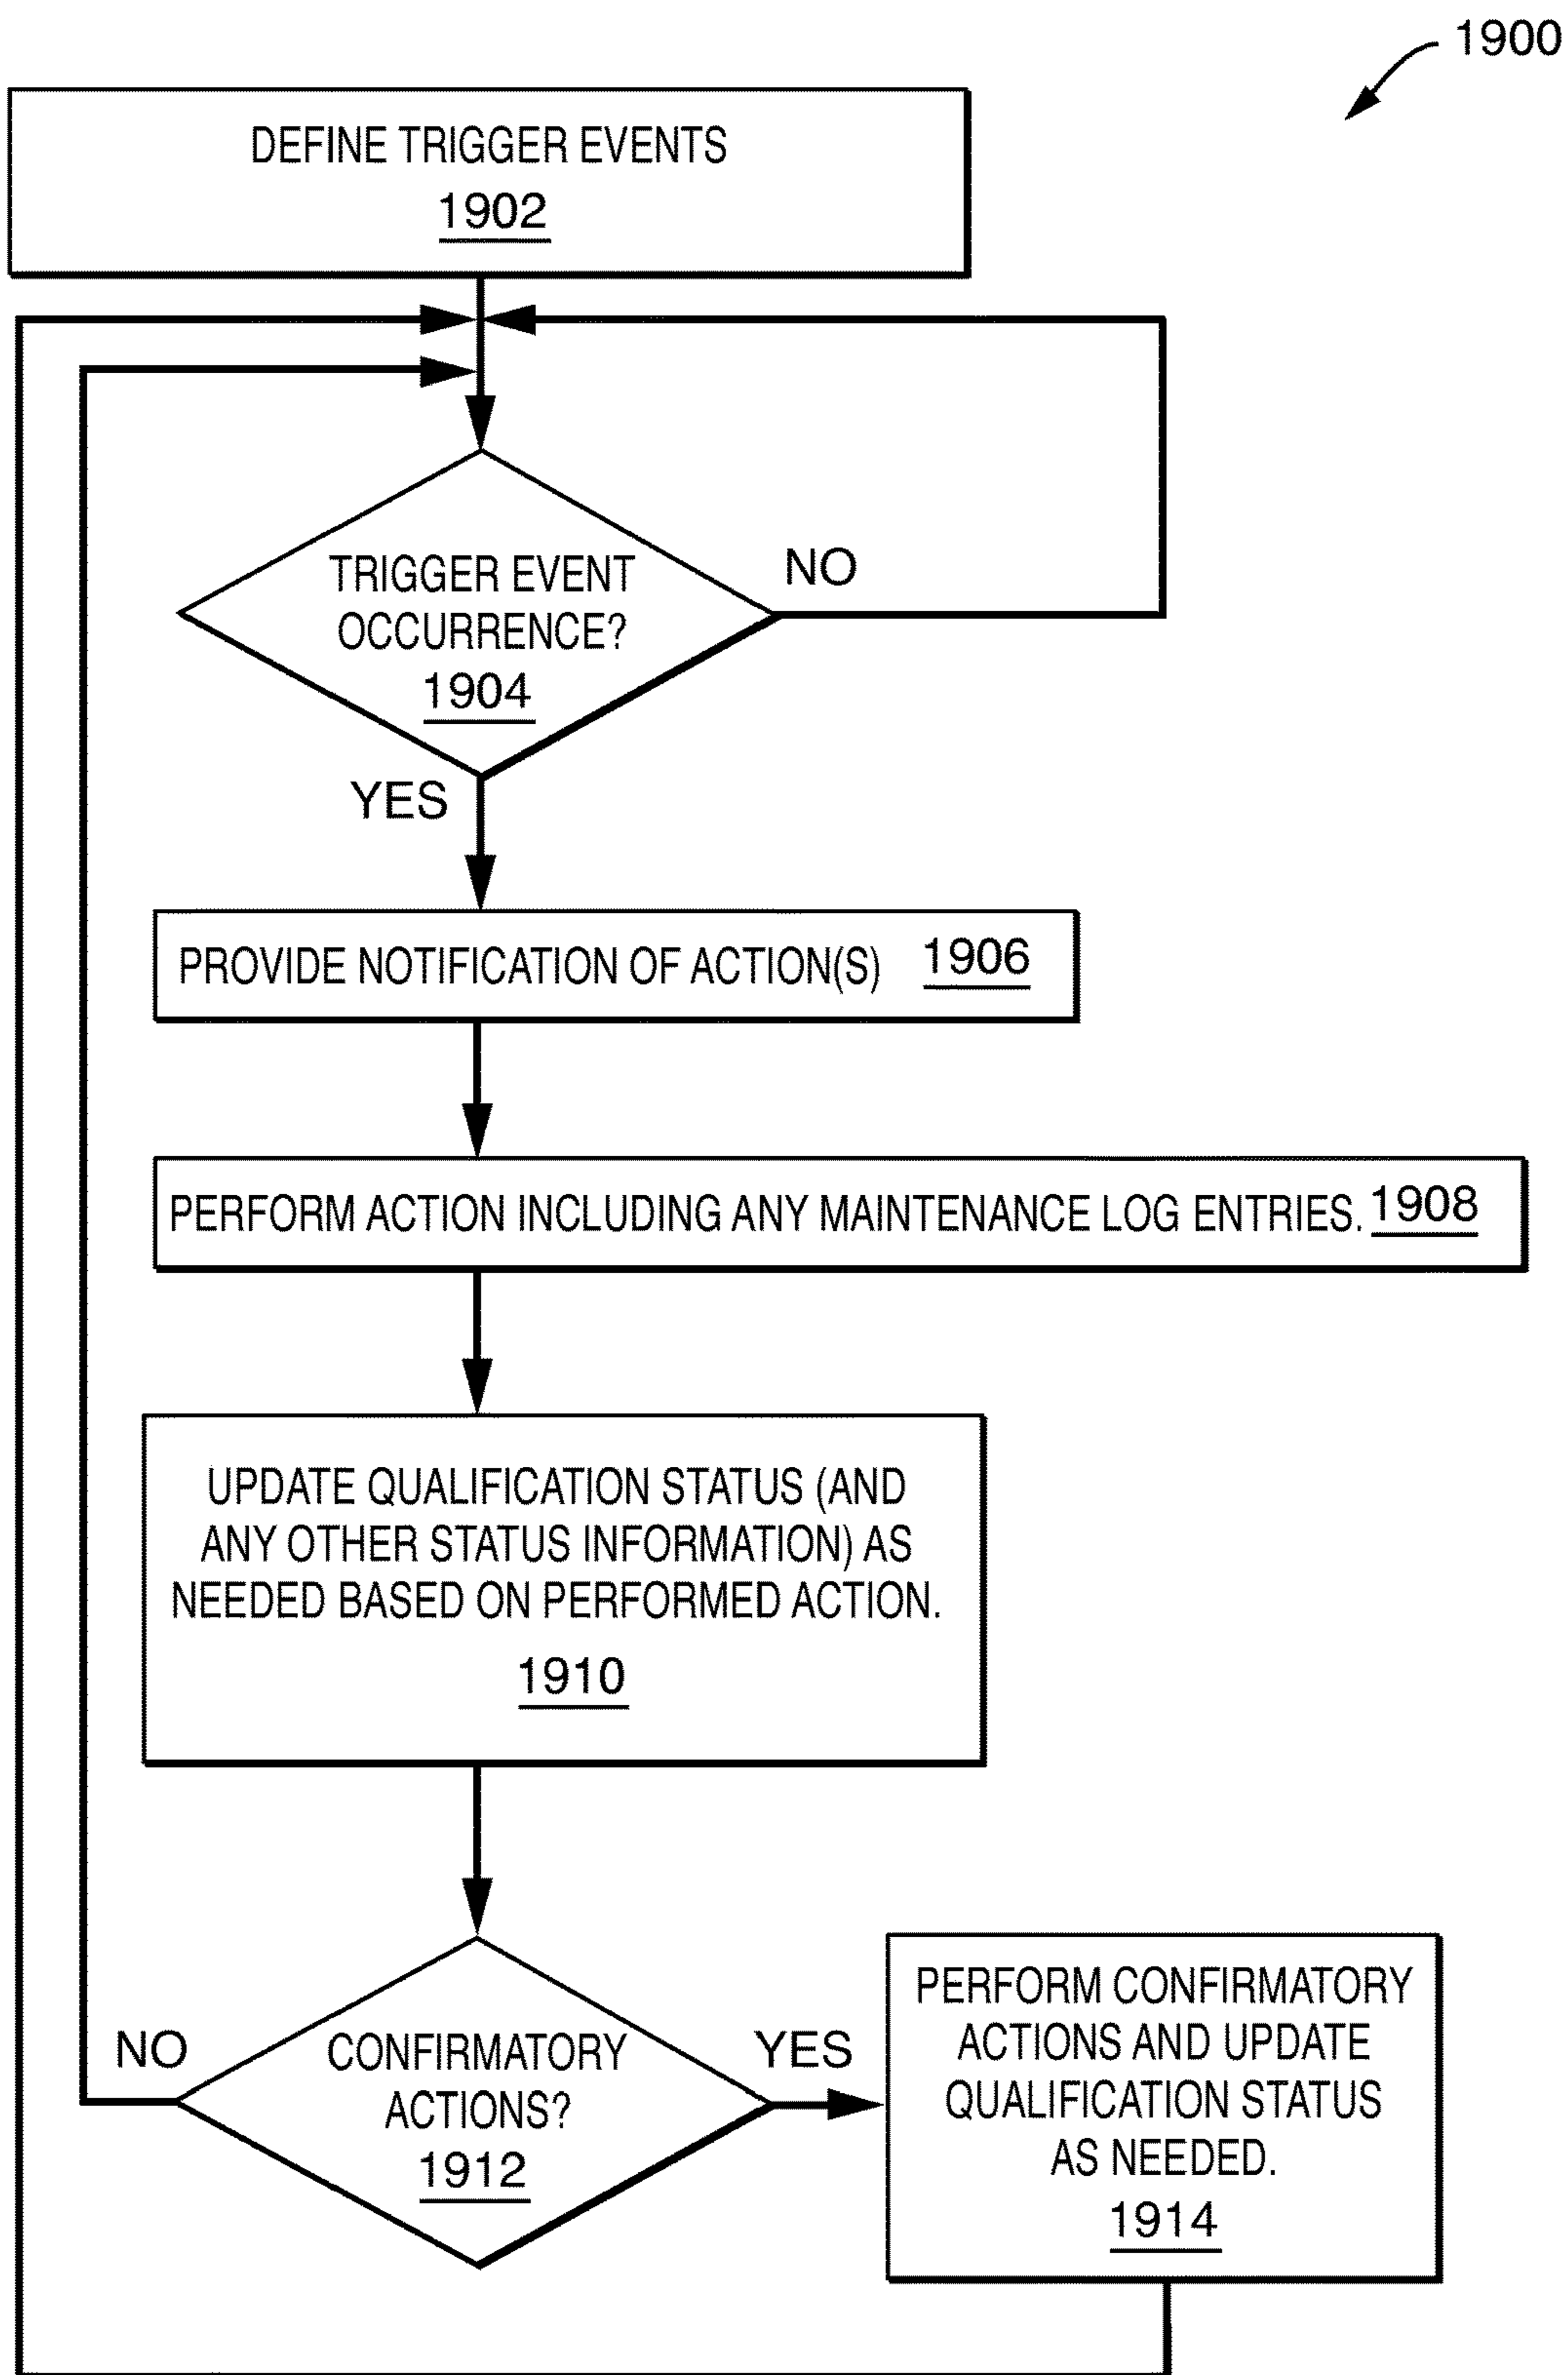 1900
DEFINE TRIGGER EVENTS
1902
TRIGGER EVENT
OCCURRENCE?
1904
NO
YES
PROVIDE NOTIFICATION OF ACTION(S) 1906
PERFORM ACTION INCLUDING ANY MAINTENANCE LOG ENTRIES. 1908
UPDATE QUALIFICATION STATUS (AND
ANY OTHER STATUS INFORMATION) AS
NEEDED BASED ON PERFORMED ACTION.
1910
NO
CONFIRMATORY
ACTIONS?
1912
YES
PERFORM CONFIRMATORY
ACTIONS AND UPDATE
QUALIFICATION STATUS
AS NEEDED.
1914